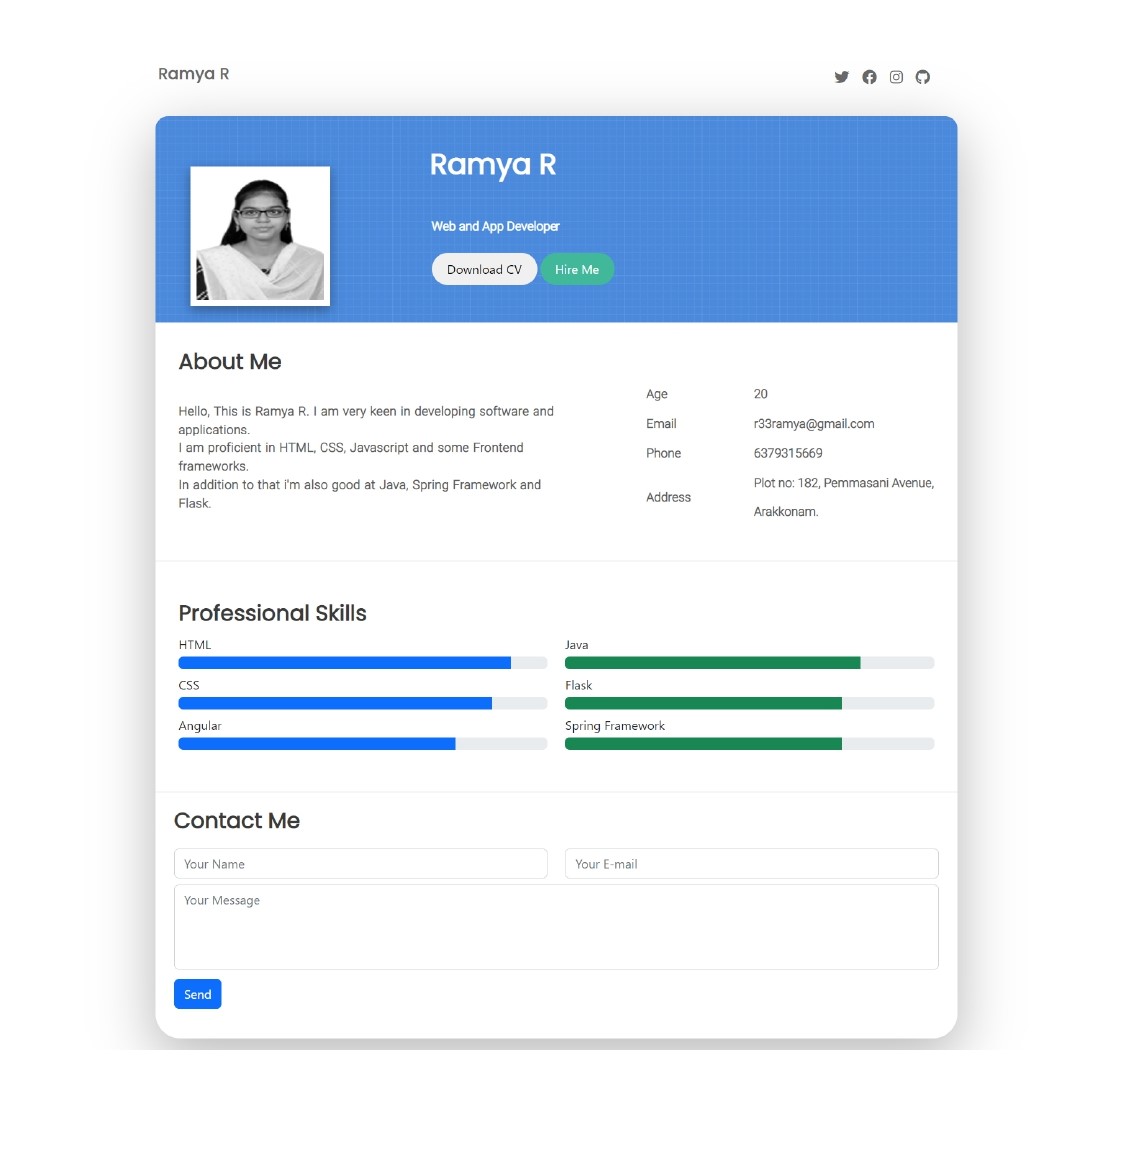 Ramya R
Ramya R
Web and App Developer
Download CV Hire Me
About Me
Hello, This is Ramya R. I am very keen in developing software and
applications.
I am proficient in HTML, CSS, Javascript and some Frontend
frameworks.
In addition to that i'm also good at Java, Spring Framework and
Flask.
Age 20
Email r33ramya@gmail.com
Phone 6379315669
Address Plot no: 182, Pemmasani Avenue,
Arakkonam.
Professional Skills
HTML Java
CSS Flask
Angular Spring Framework
Contact Me
Your Name Your E-mail
Your Message
Send